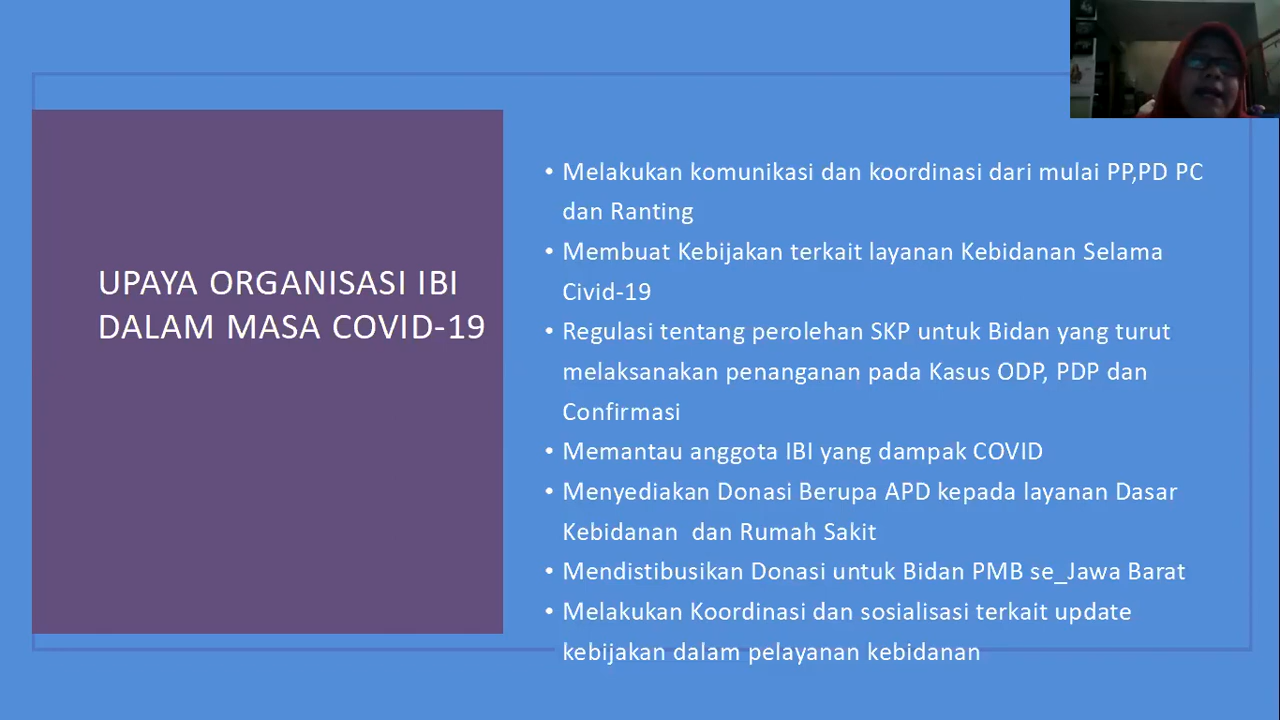 UPAYA ORGANISASI IBI
DALAM MASA COVID-19
• Melakukan komunikasi dan koordinasi dari mulai PP,PD PC
dan Ranting
• Membuat Kebijakan terkait layanan Kebidanan Selama
Civid-19
• Regulasi tentang perolehan SKP untuk Bidan yang turut
melaksanakan penanganan pada Kasus ODP, PDP dan
Confirmasi
• Memantau anggota IBI yang dampak COVID
• Menyediakan Donasi Berupa APD kepada layanan Dasar
Kebidanan  dan Rumah Sakit
• Mendistibusikan Donasi untuk Bidan PMB se_Jawa Barat
• Melakukan Koordinasi dan sosialisasi terkait update
kebijakan dalam pelayanan kebidanan